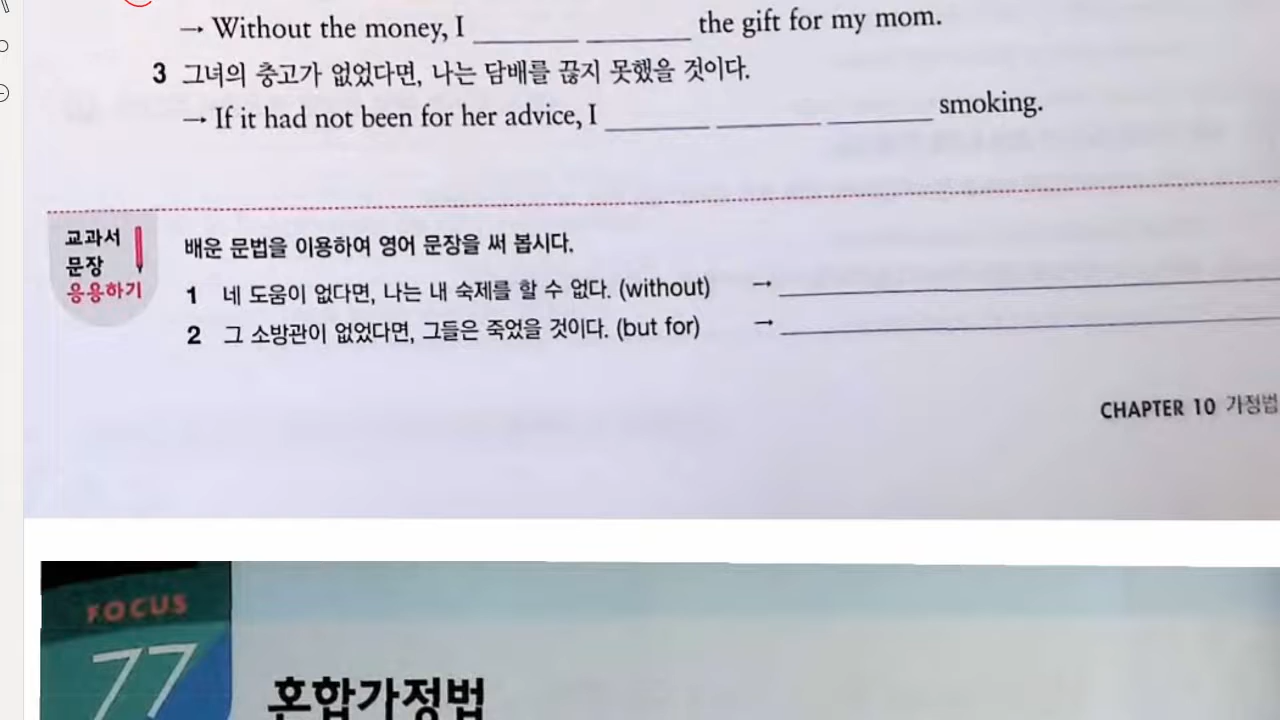 → Without the money, I ______ ______ the gift for my mom.
3 그녀의 충고가 없었다면, 나는 담배를 끊지 못했을 것이다.
→ If it had not been for her advice, I ______ ______ ______ smoking.
교과서
문장
응용하기
배운 문법을 이용하여 영어 문장을 써 봅시다.
1 네 도움이 없다면, 나는 내 숙제를 할 수 없다. (without) →
2 그 소방관이 없었다면, 그들은 죽었을 것이다. (but for) →
CHAPTER 10 가정법
FOCUS
77
혼합가정법